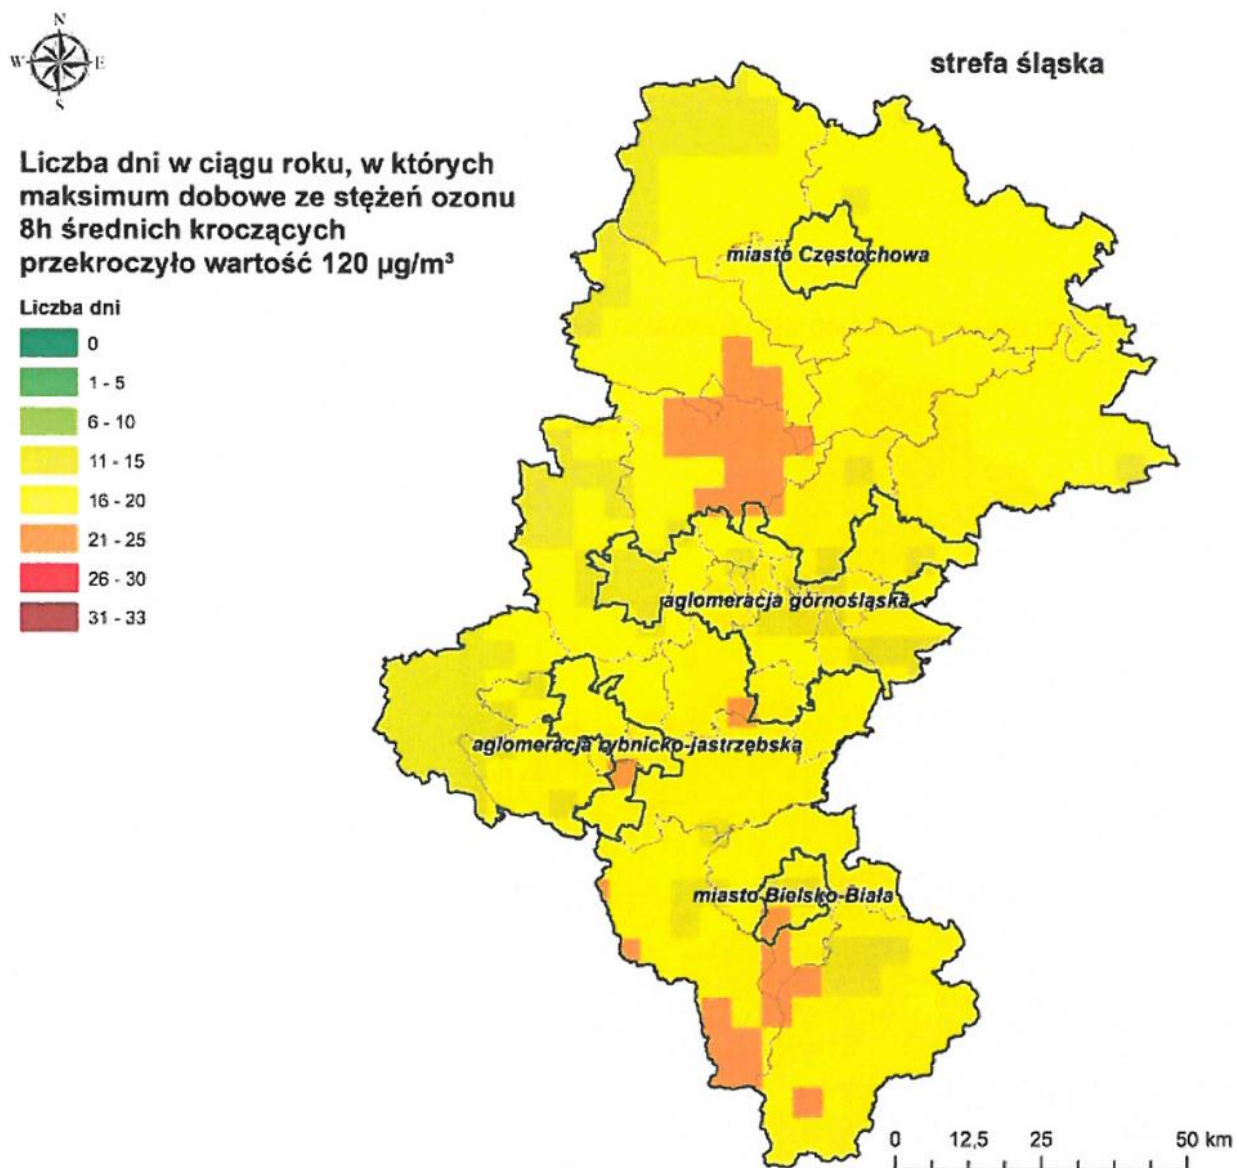 N
W E
S
strefa śląska
Liczba dni w ciągu roku, w których
maksimum dobowe ze stężeń ozonu
8h średnich kroczących
przekroczyło wartość 120 µg/m³
Liczba dni
0
1 - 5
6 - 10
11 - 15
16 - 20
21 - 25
26 - 30
31 - 33
miasto Częstochowa
aglomeracja górnośląska
aglomeracja rybnicko-jastrzębska
miasto Bielsko-Biała
0 12,5 25 50 km